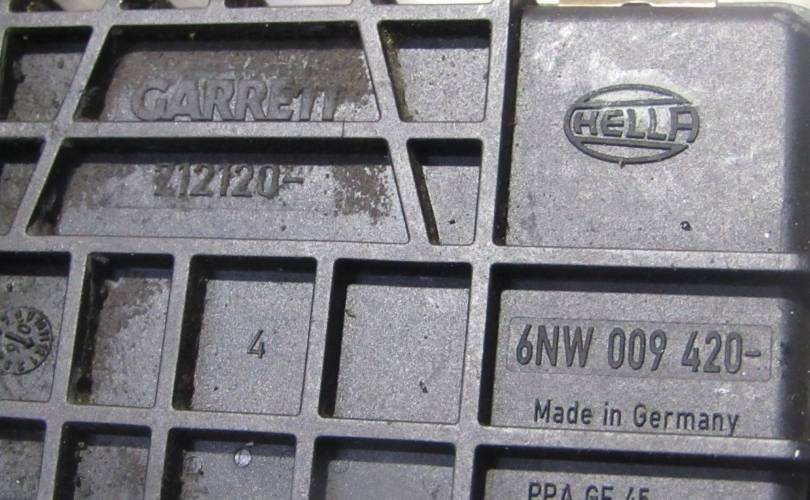 GARRETT
HELLA
712120-
4
6NW 009 420-
Made in Germany